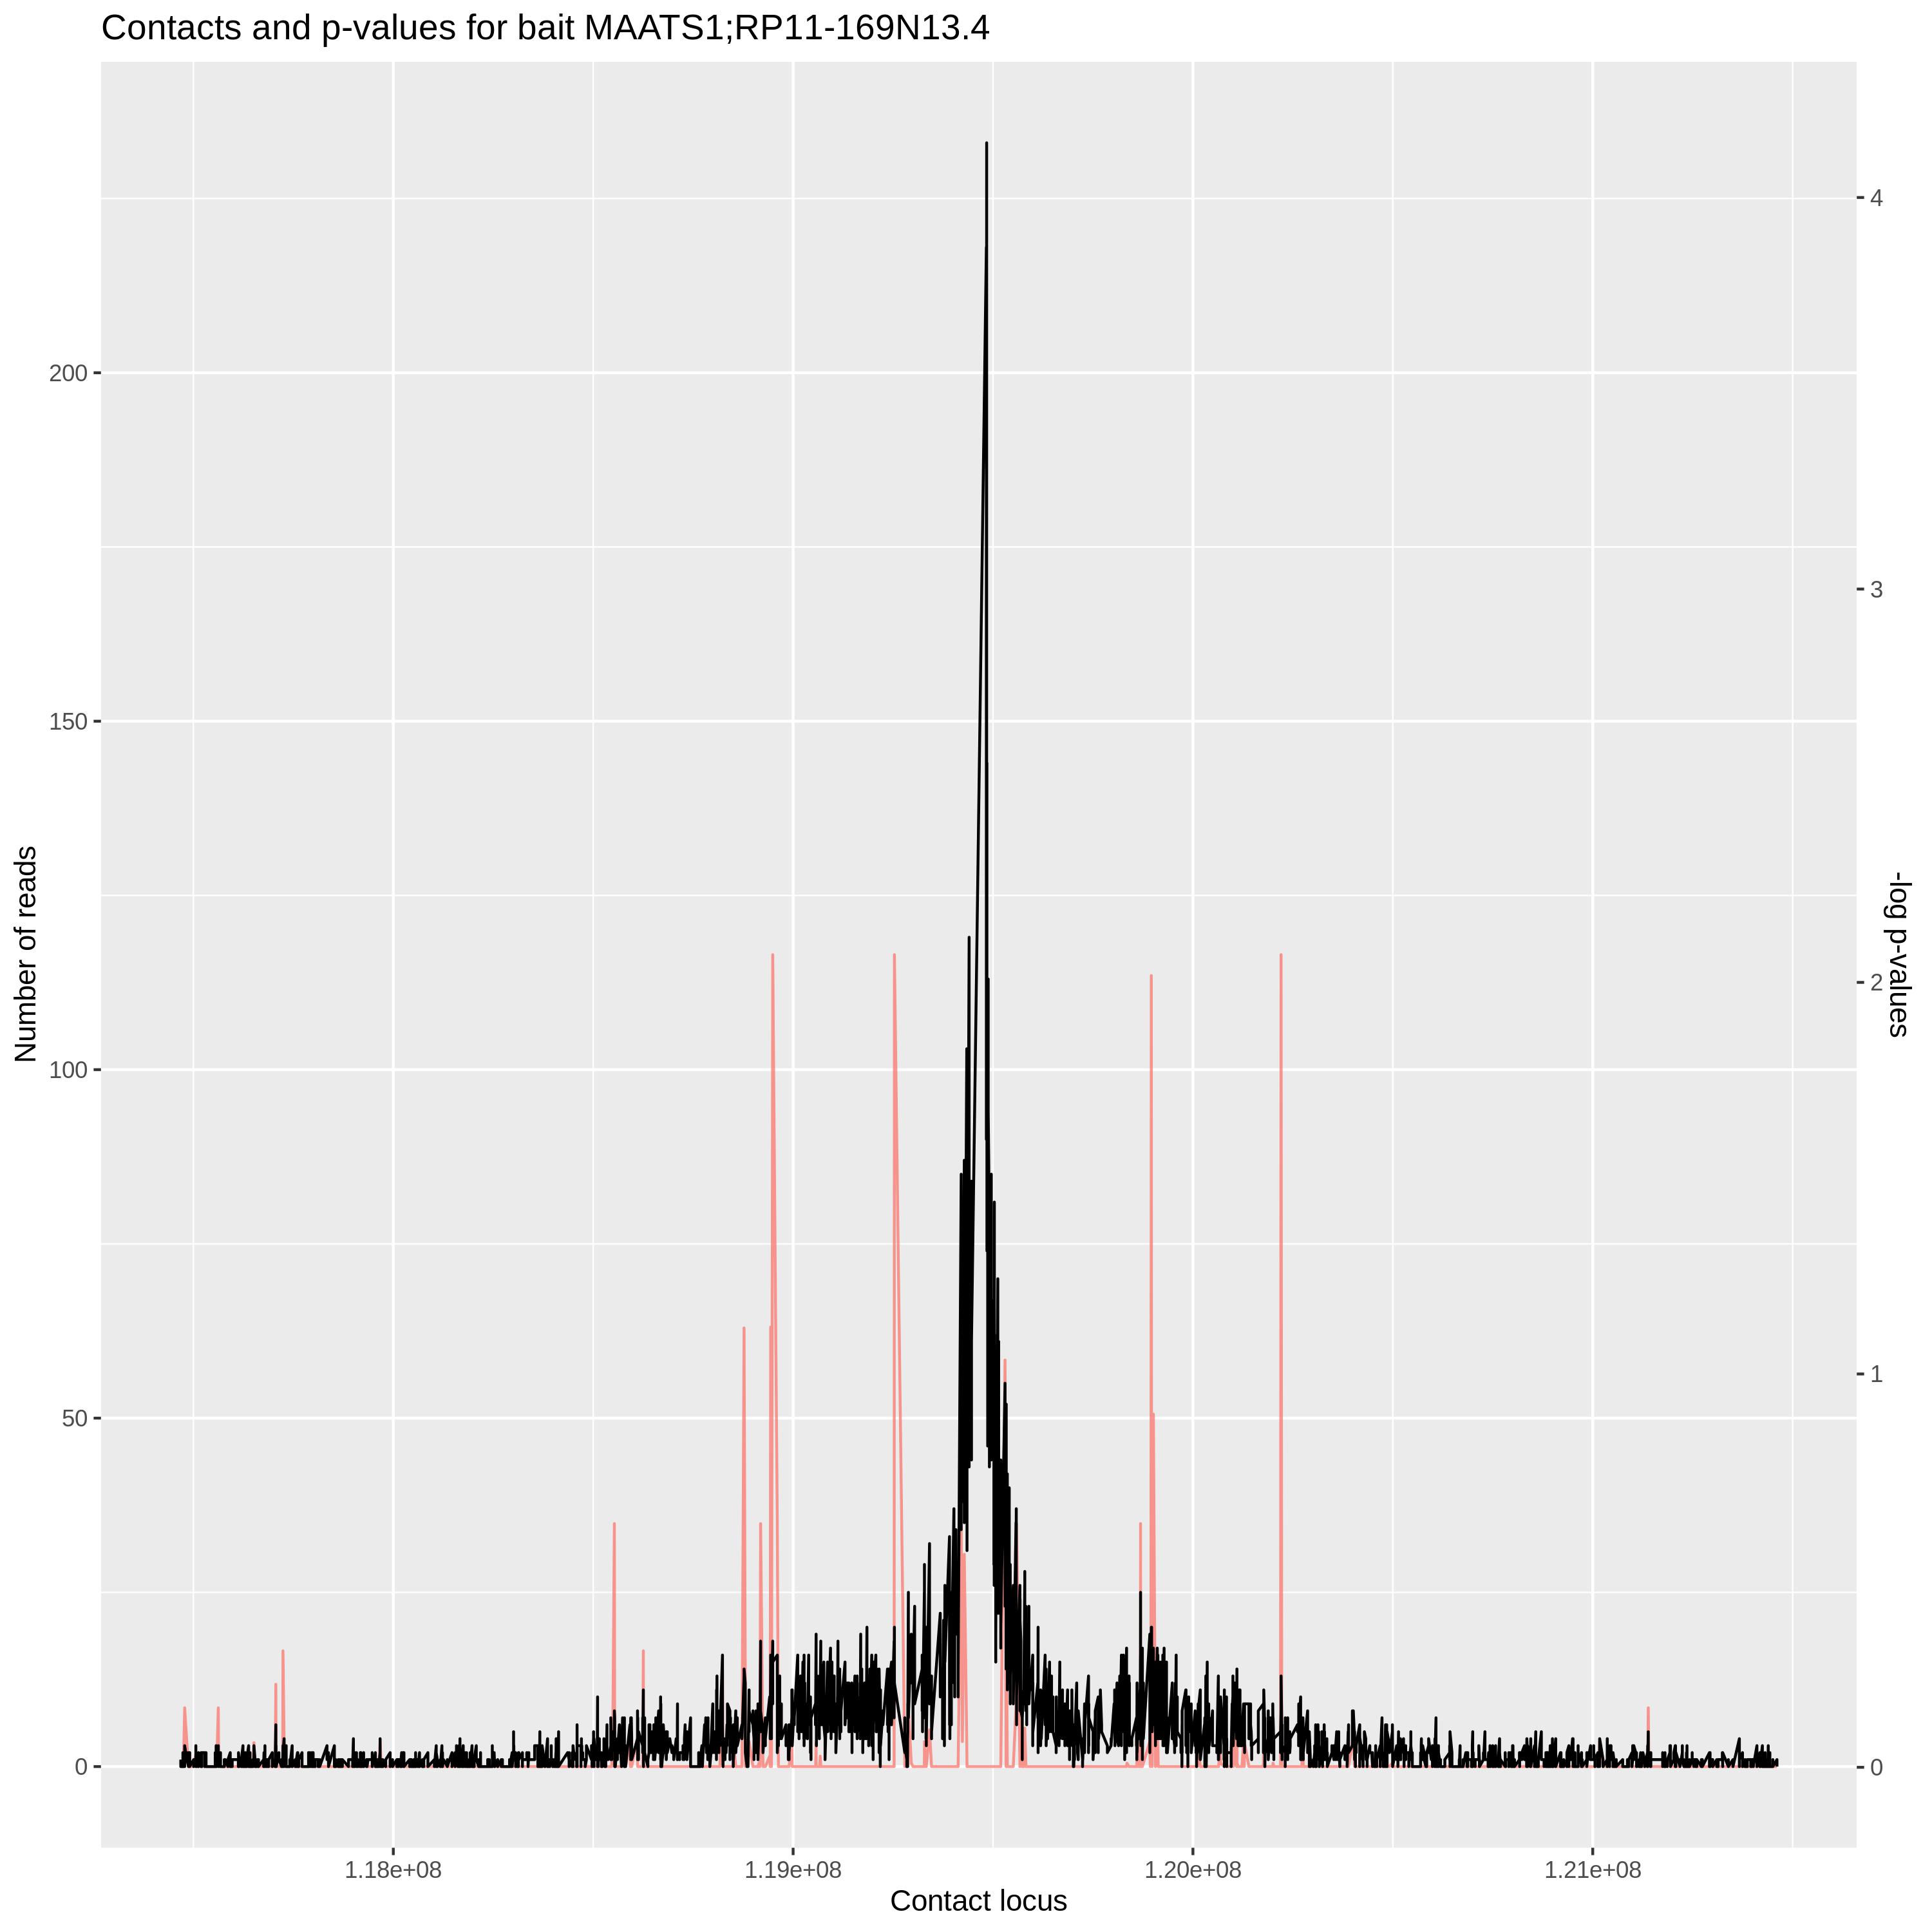 Contacts and p-values for bait MAATS1;RP11-169N13.4
Number of reads
200
150
100
50
0
4
3
2
1
0
-log p-values
1.18e+08
1.19e+08
1.20e+08
1.21e+08
Contact locus